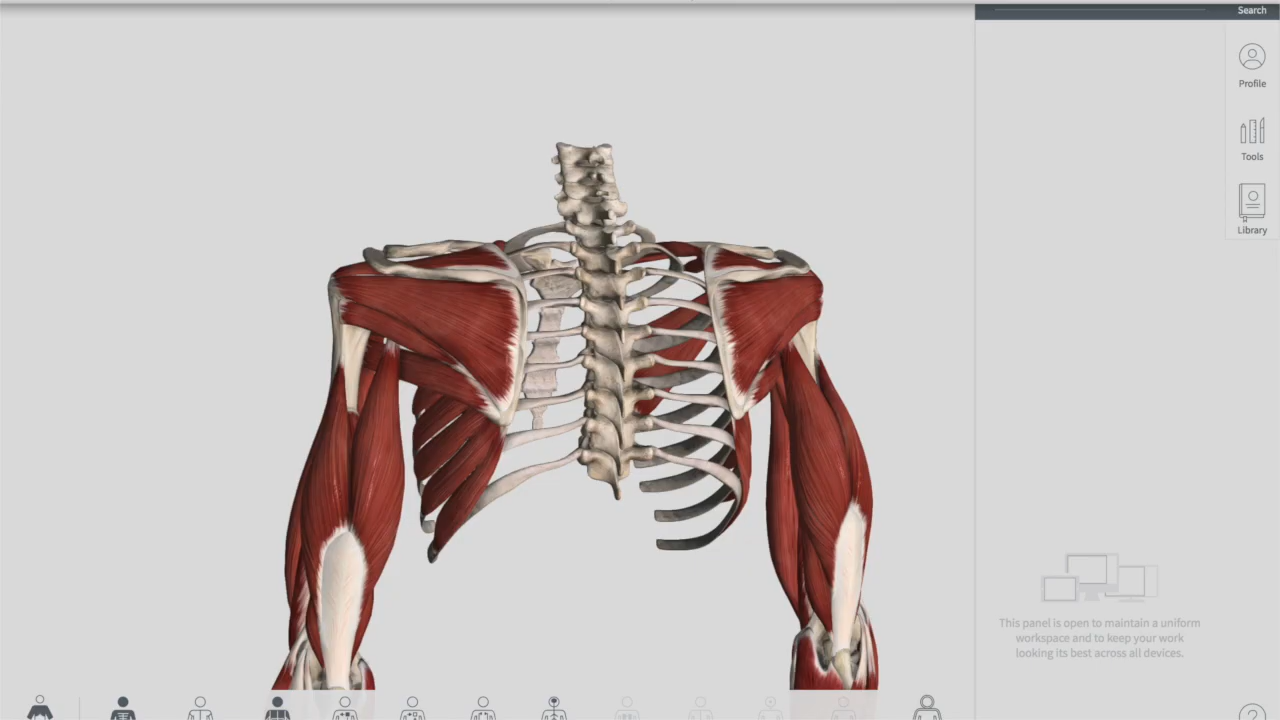 Search
Profile
Tools
Library
This panel is open to maintain a uniform
workspace and to keep your work
looking its best across all devices.
?